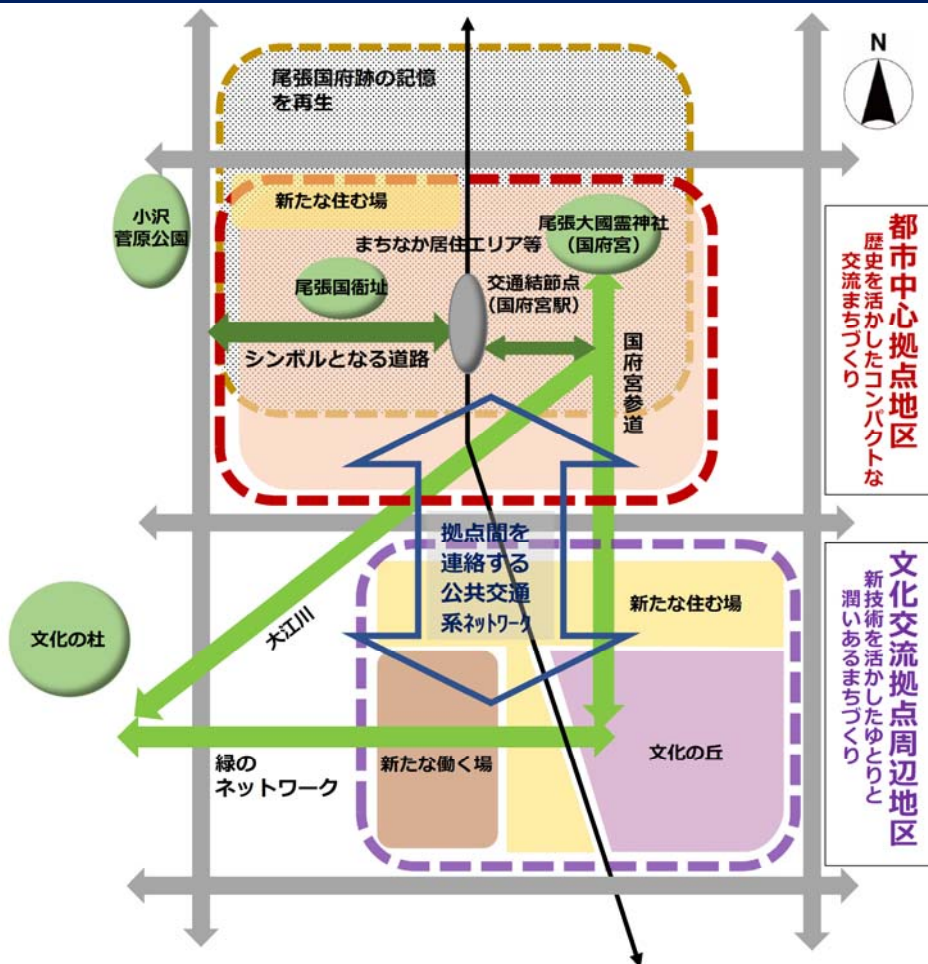 N
尾張国府跡の記憶
を再生
小沢
菅原公園
新たな住む場
尾張大國霊神社
(国府宮)
まちなか居住エリア等
尾張国衙址
交通結節点
(国府宮駅)
シンボルとなる道路
国府宮参道
都市中心拠点地区
歴史を活かしたコンパクトな
交流まちづくり
拠点間を
連絡する
公共交通
系ネットワーク
新たな住む場
大江川
文化の杜
緑の
ネットワーク
新たな働く場
文化の丘
文化交流拠点周辺地区
新技術を活かしたゆとりと
潤いあるまちづくり